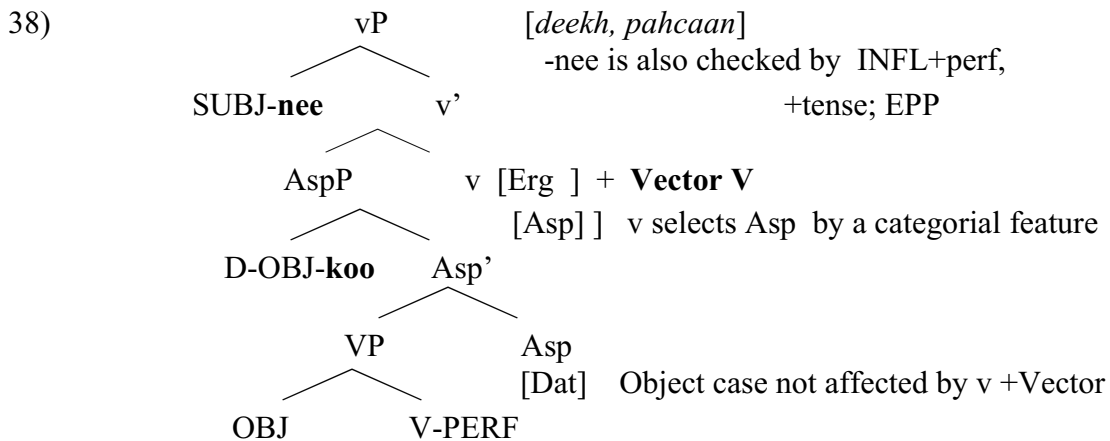 38) vP [deekh, pahcaan]
-nee is also checked by INFL+perf,
SUBJ-nee v’ +tense; EPP
AspP v [Erg ] + Vector V
[Asp] ] v selects Asp by a categorial feature
D-OBJ-koo Asp’
VP Asp
[Dat] Object case not affected by v +Vector
OBJ V-PERF